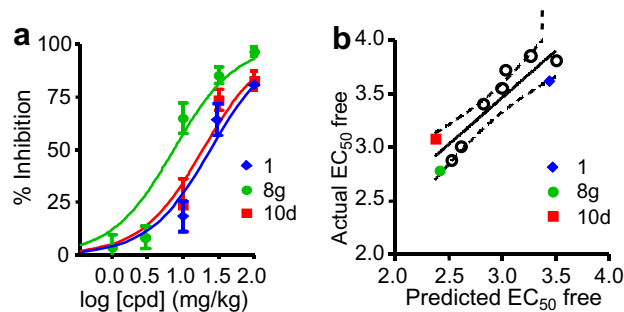 a
% Inhibition
100
75
50
25
0
0.0 0.5 1.0 1.5 2.0
log [cpd] (mg/kg)
1
8g
10d
b
Actual EC50 free
4.0
3.5
3.0
2.5
2.0
2.0 2.5 3.0 3.5 4.0
Predicted EC50 free
1
8g
10d